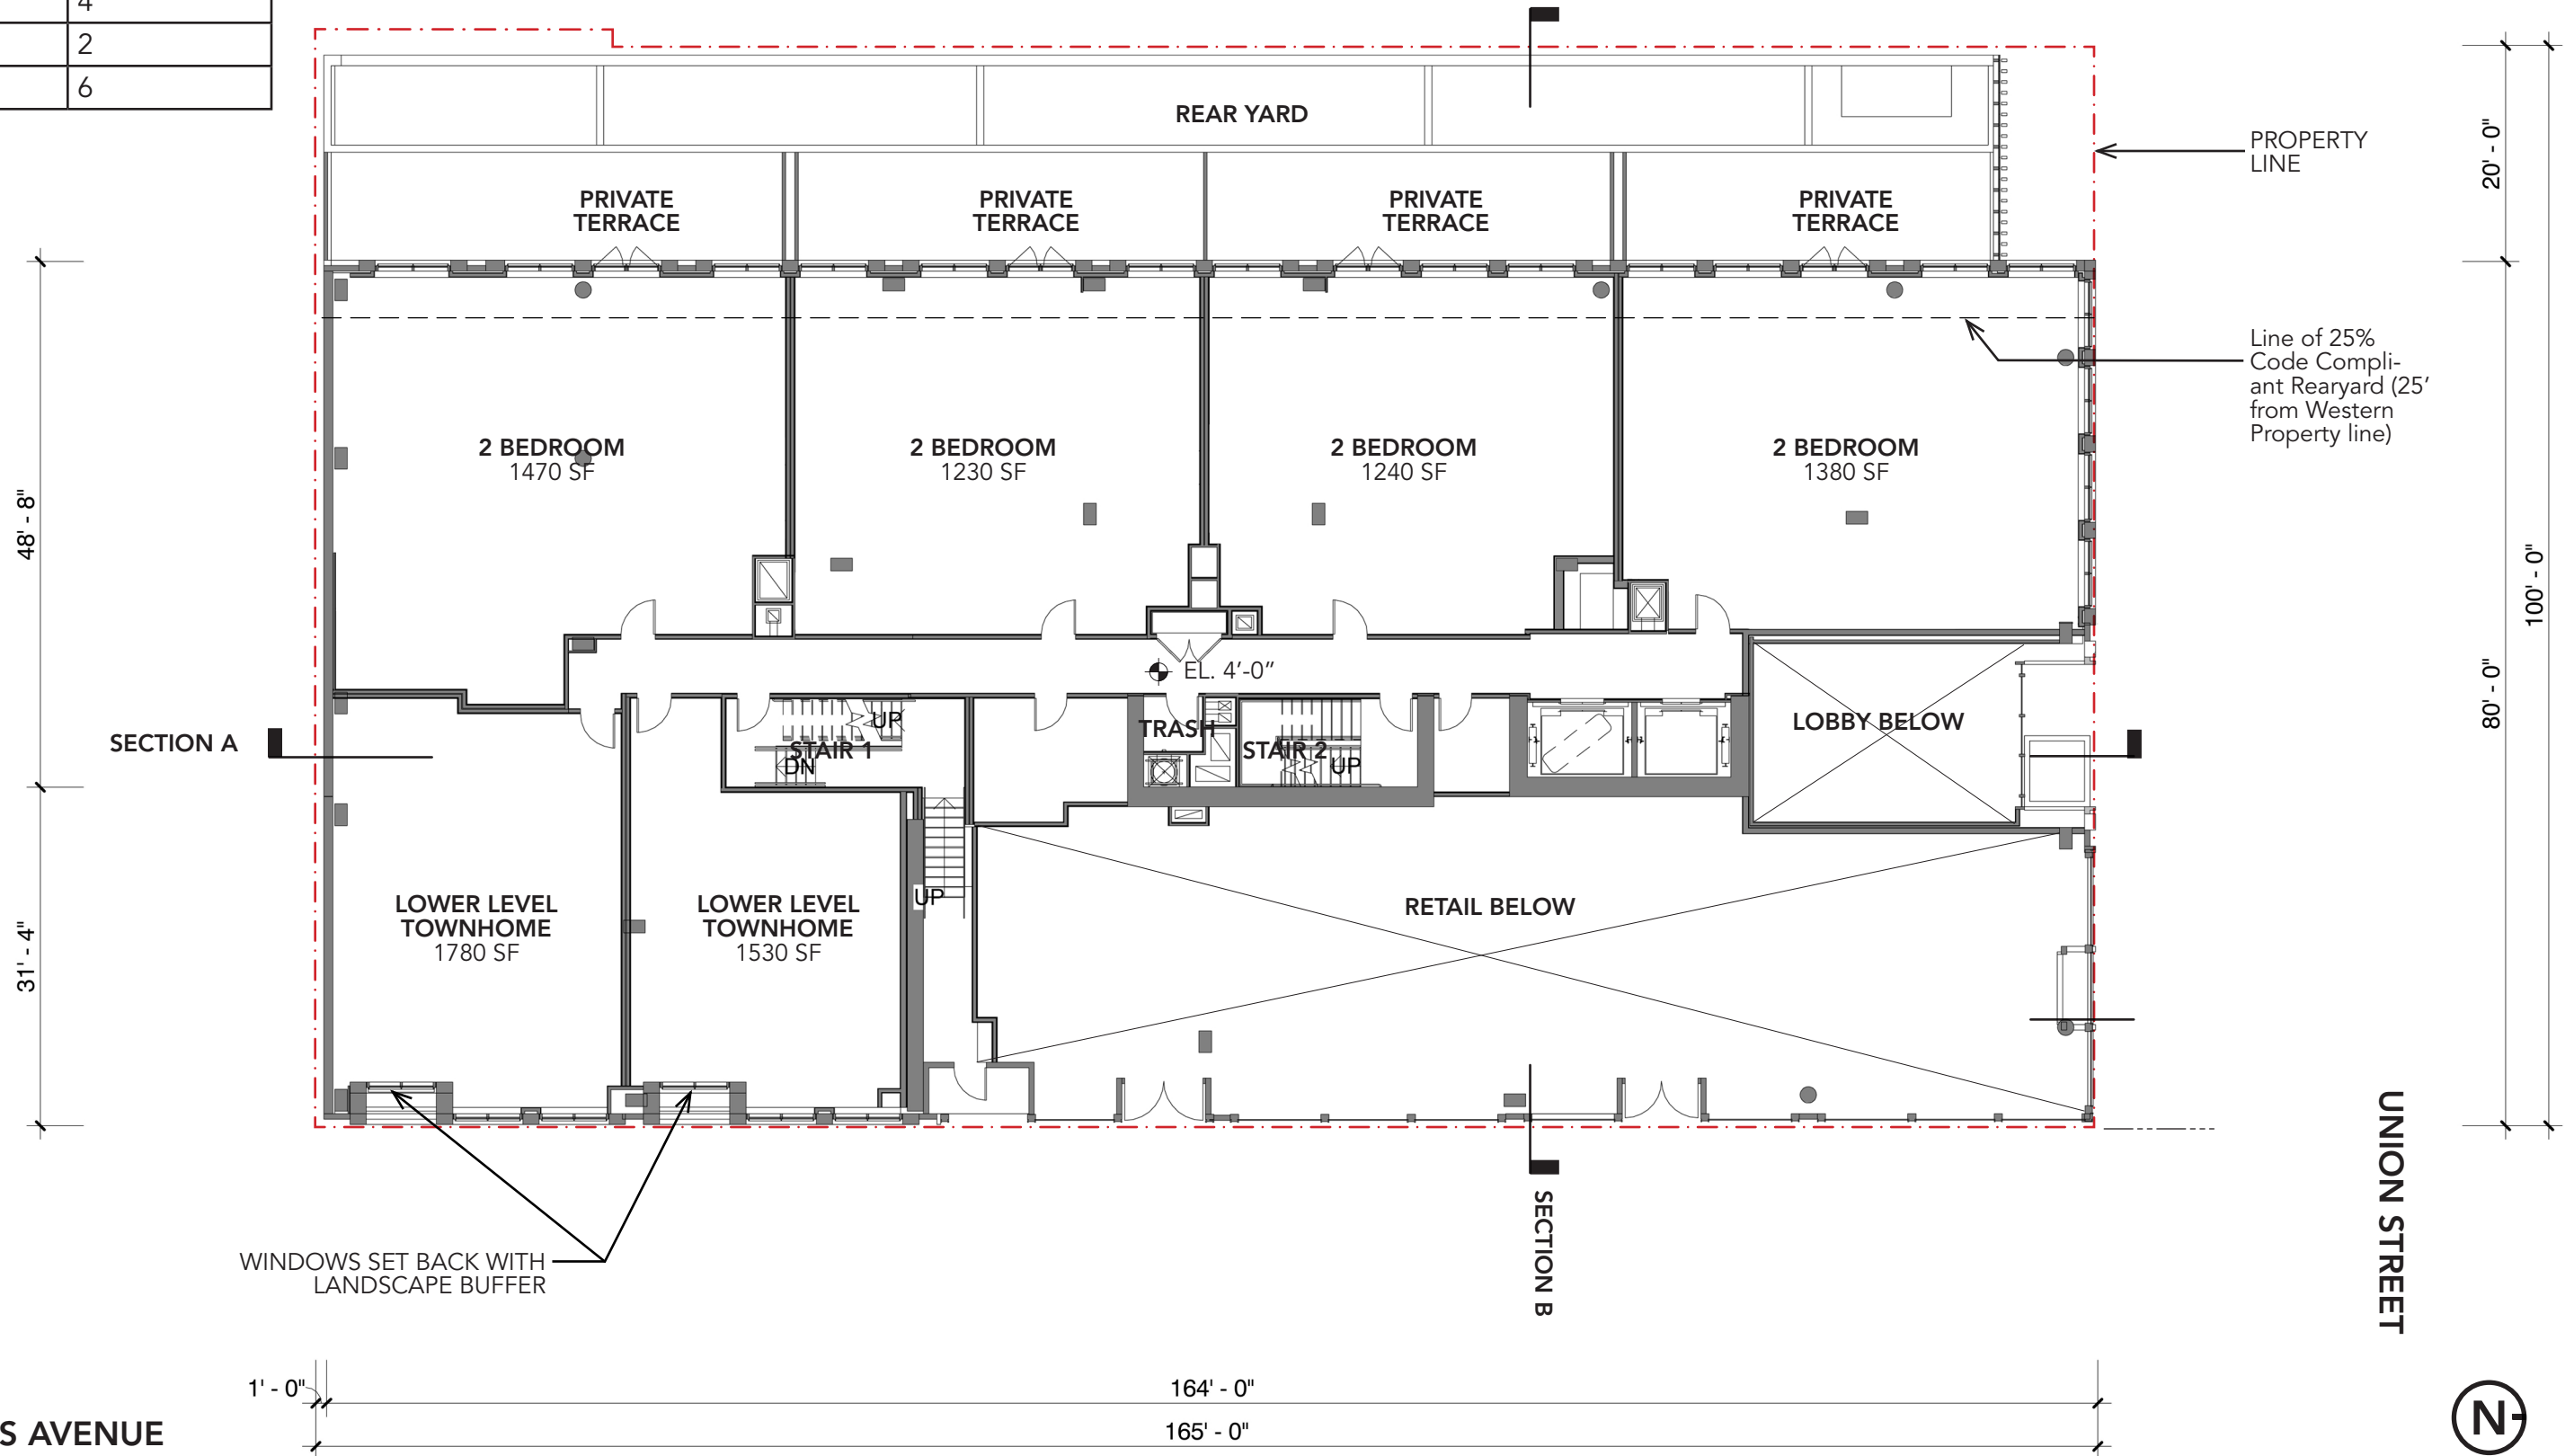 4
2
6
REAR YARD
PROPERTY
LINE
20' - 0"
PRIVATE
TERRACE
PRIVATE
TERRACE
PRIVATE
TERRACE
PRIVATE
TERRACE
Line of 25%
Code Compli-
ant Rearyard (25'
from Western
Property line)
2 BEDROOM
1470 SF
2 BEDROOM
1230 SF
2 BEDROOM
1240 SF
2 BEDROOM
1380 SF
48' - 8"
100' - 0"
80' - 0"
EL. 4'-0"
SECTION A
UP
STAIR 1
DN
TRASH
STAIR 2
UP
LOBBY BELOW
UP
LOWER LEVEL
TOWNHOME
1780 SF
LOWER LEVEL
TOWNHOME
1530 SF
RETAIL BELOW
31' - 4"
WINDOWS SET BACK WITH
LANDSCAPE BUFFER
SECTION B
UNION STREET
1' - 0"
164' - 0"
165' - 0"
S AVENUE
N